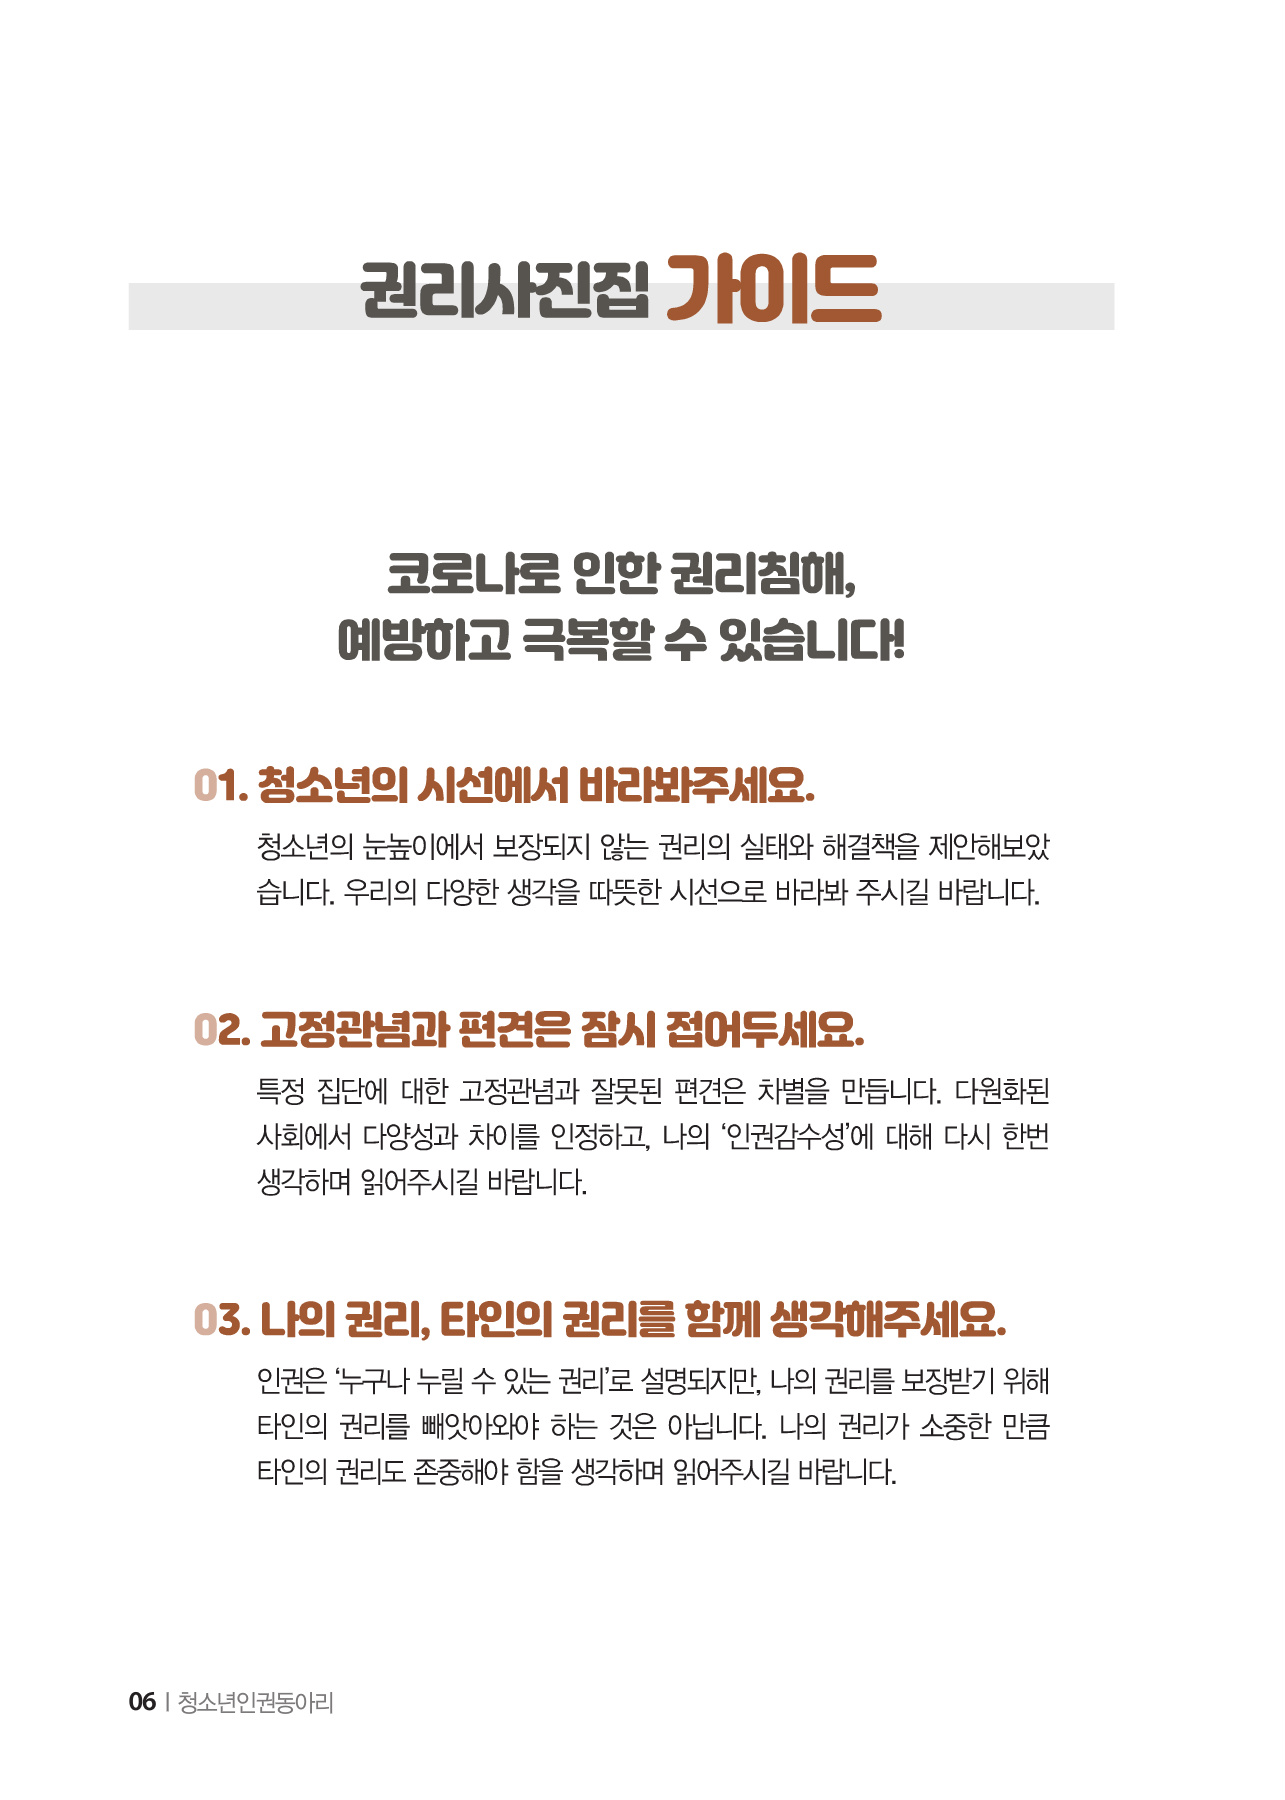 권리사진집 가이드
코로나로 인한 권리침해,
예방하고 극복할 수 있습니다!
01. 청소년의 시선에서 바라봐주세요.
청소년의 눈높이에서 보장되지 않는 권리의 실태와 해결책을 제안해보았
습니다. 우리의 다양한 생각을 따뜻한 시선으로 바라봐 주시길 바랍니다.
02. 고정관념과 편견은 잠시 접어두세요.
특정 집단에 대한 고정관념과 잘못된 편견은 차별을 만듭니다. 다원화된
사회에서 다양성과 차이를 인정하고, 나의 ‘인권감수성’에 대해 다시 한번
생각하며 읽어주시길 바랍니다.
03. 나의 권리, 타인의 권리를 함께 생각해주세요.
인권은 ‘누구나 누릴 수 있는 권리’로 설명되지만, 나의 권리를 보장받기 위해
타인의 권리를 빼앗아와야 하는 것은 아닙니다. 나의 권리가 소중한 만큼
타인의 권리도 존중해야 함을 생각하며 읽어주시길 바랍니다.
06 | 청소년인권동아리